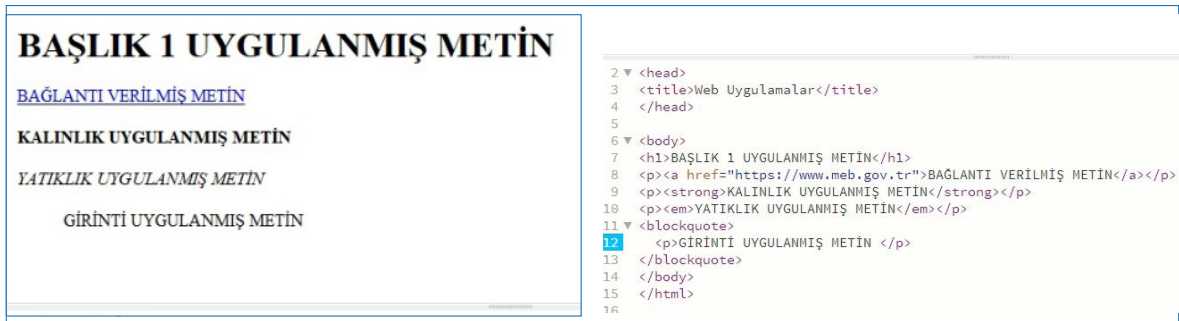 BAŞLIK 1 UYGULANMIŞ METİN
BAĞLANTI VERİLMİŞ METİN
KALINLIK UYGULANMIŞ METİN
YATIKLIK UYGULANMIŞ METİN
GİRİNTİ UYGULANMIŞ METİN
2 <head>
3 <title>Web Uygulamalar</title>
4 </head>
5
6 <body>
7 <h1>BAŞLIK 1 UYGULANMIŞ METİN</h1>
8 <p><a href="https://www.meb.gov.tr">BAĞLANTI VERİLMİŞ METİN</a></p>
9 <p><strong>KALINLIK UYGULANMIŞ METİN</strong></p>
10 <p><em>YATIKLIK UYGULANMIŞ METİN</em></p>
11 <blockquote>
12 <p>GİRİNTİ UYGULANMIŞ METİN </p>
13 </blockquote>
14 </body>
15 </html>
16